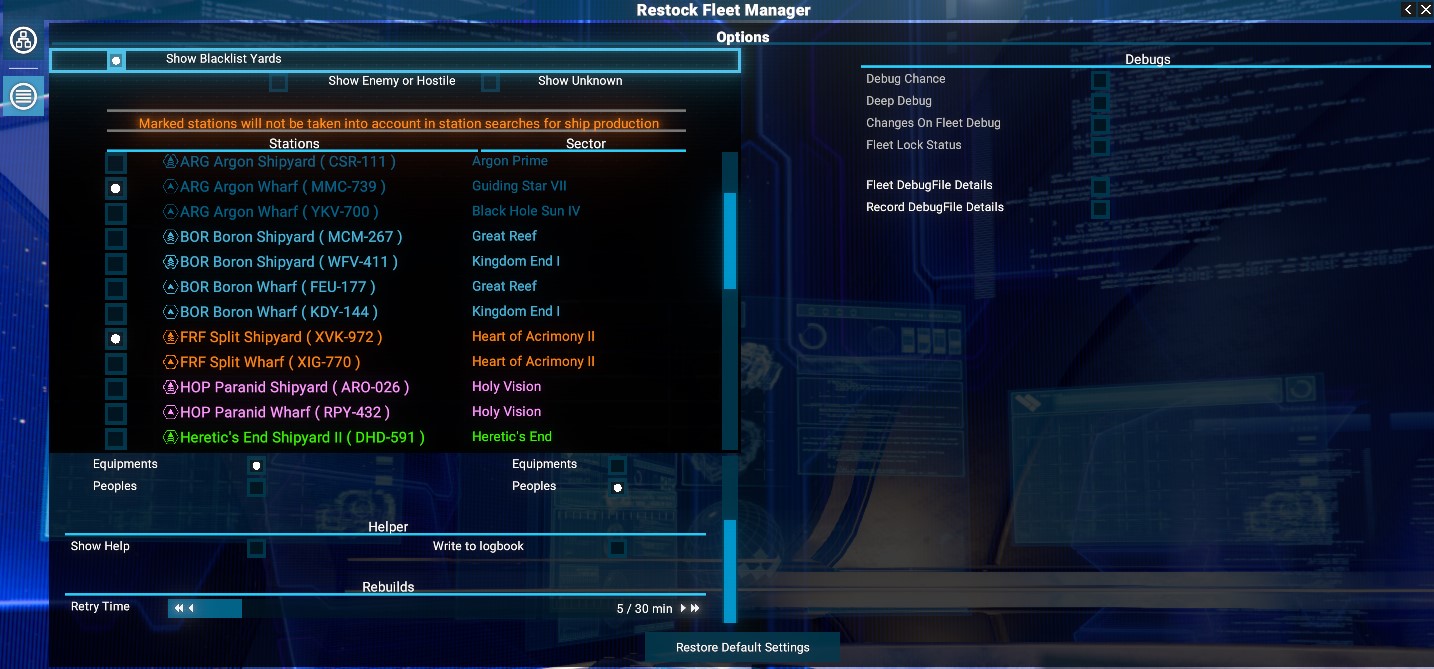 Restock Fleet Manager
Options
Show Blacklist Yards
Show Enemy or Hostile Show Unknown
Marked stations will not be taken into account in station searches for ship production
Stations Sector
ARG Argon Shipyard ( CSR-111 ) Argon Prime
ARG Argon Wharf ( MMC-739 ) Guiding Star VII
ARG Argon Wharf ( YKV-700 ) Black Hole Sun IV
BOR Boron Shipyard ( MCM-267 ) Great Reef
BOR Boron Shipyard ( WFV-411 ) Kingdom End I
BOR Boron Wharf ( FEU-177 ) Great Reef
BOR Boron Wharf ( KDY-144 ) Kingdom End I
FRF Split Shipyard ( XVK-972 ) Heart of Acrimony II
FRF Split Wharf ( XIG-770 ) Heart of Acrimony II
HOP Paranid Shipyard ( ARO-026 ) Holy Vision
HOP Paranid Wharf ( RPY-432 ) Holy Vision
Heretic's End Shipyard II ( DHD-591 ) Heretic's End
Equipments Equipments
Peoples Peoples
Helper
Show Help Write to logbook
Rebuilds
Retry Time 5 / 30 min
Debugs
Debug Chance
Deep Debug
Changes On Fleet Debug
Fleet Lock Status
Fleet DebugFile Details
Record DebugFile Details
Restore Default Settings